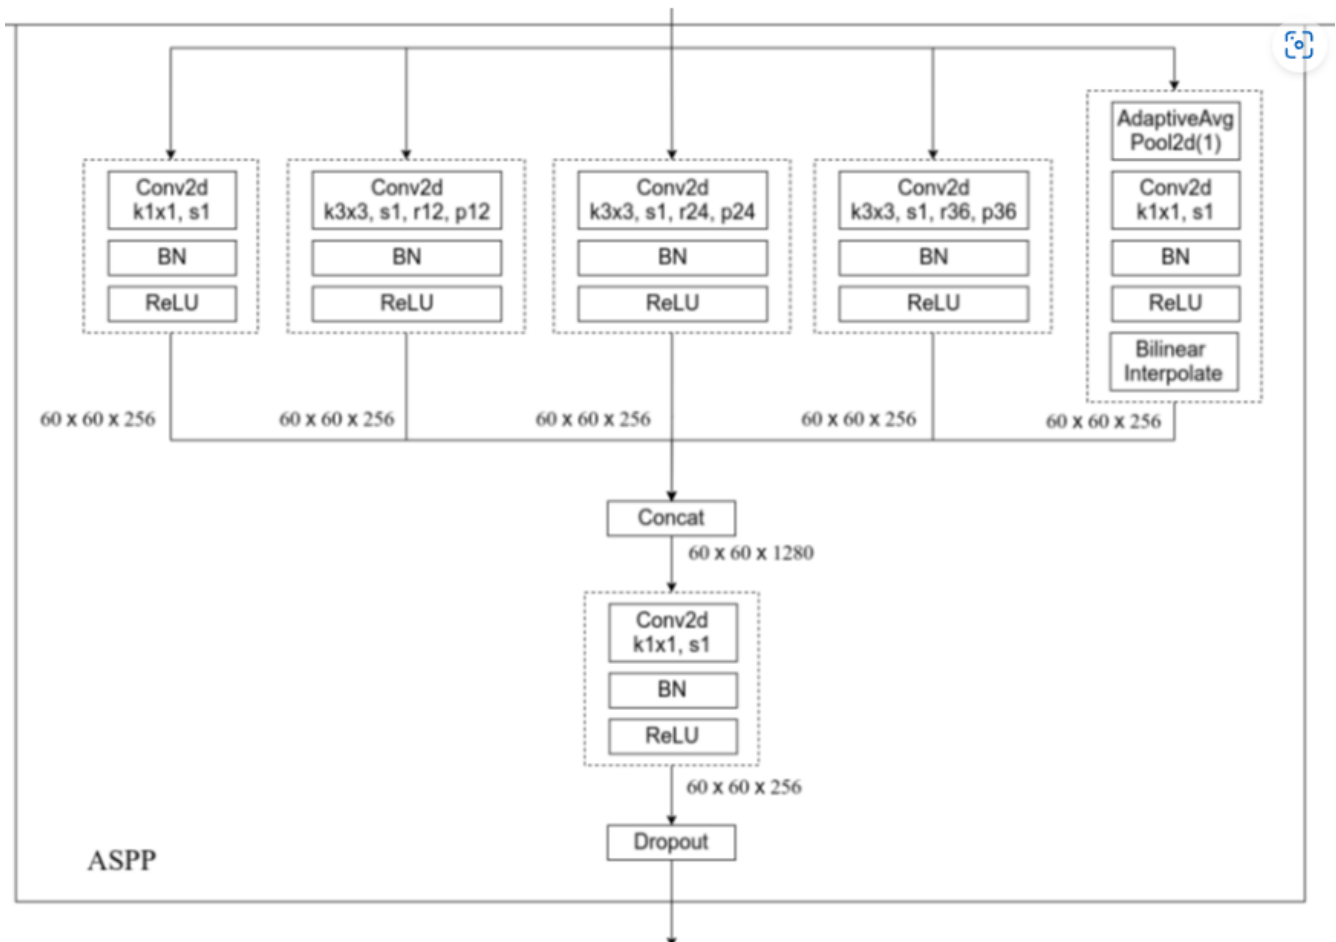 Conv2d
k1x1, s1
BN
ReLU
60 x 60 x 256
Conv2d
k3x3, s1, r12, p12
BN
ReLU
60 x 60 x 256
Conv2d
k3x3, s1, r24, p24
BN
ReLU
60 x 60 x 256
Conv2d
k3x3, s1, r36, p36
BN
ReLU
60 x 60 x 256
AdaptiveAvg
Pool2d(1)
Conv2d
k1x1, s1
BN
ReLU
Bilinear
Interpolate
60 x 60 x 256
Concat
60 x 60 x 1280
Conv2d
k1x1, s1
BN
ReLU
60 x 60 x 256
Dropout
ASPP